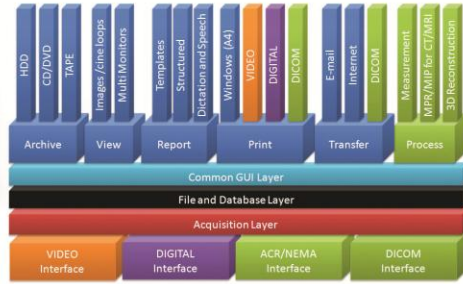 HDD
CD/DVD
TAPE
Images /cine loops
Multi Monitors
Templates
Structured
Dictation and Speech
Windows (A4)
VIDEO
DIGITAL
DICOM
E-mail
Internet
DICOM
Measurement
MPR/MIP for CT/MRI
3D Reconstruction
Archive
View
Report
Print
Transfer
Process
Common GUI Layer
File and Database Layer
Acquisition Layer
VIDEO
Interface
DIGITAL
Interface
ACR/NEMA
Interface
DICOM
Interface